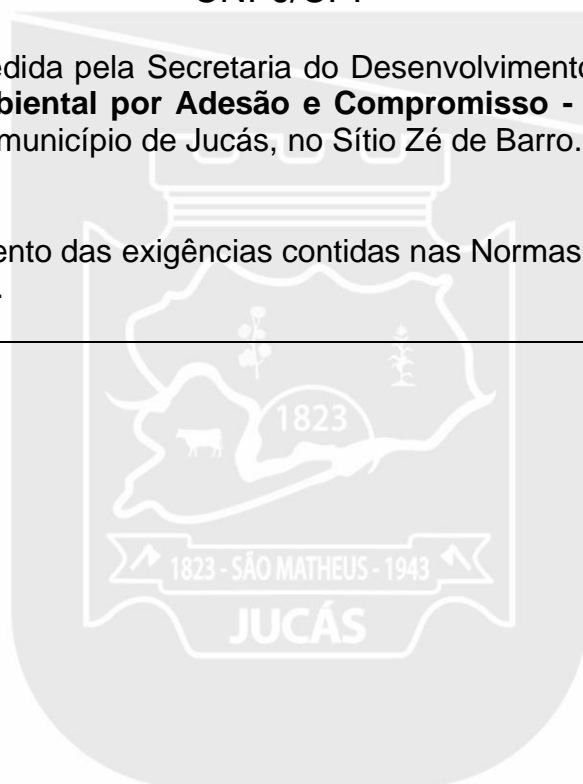 edida pela Secretaria do Desenvolvimento
biental por Adesão e Compromisso -
município de Jucás, no Sítio Zé de Barro.
ento das exigências contidas nas Normas
1823
1823 - SÃO MATHEUS - 1943
JUCÁS